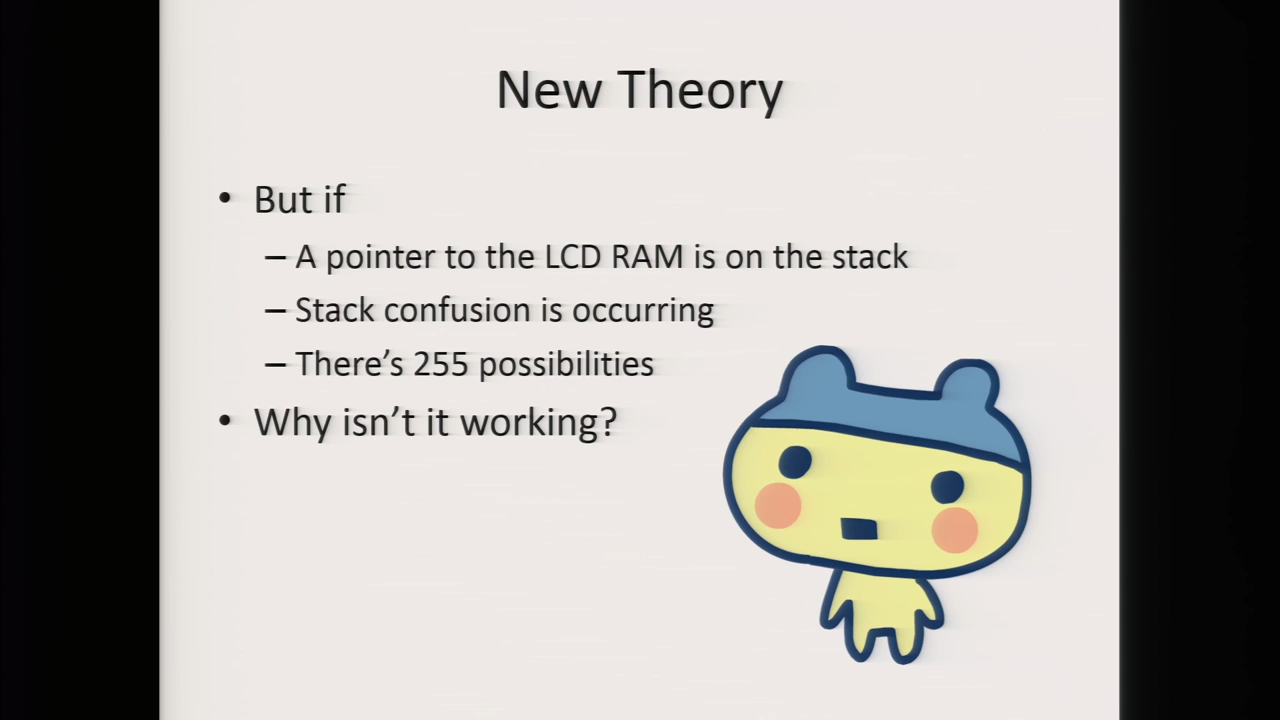 New Theory
• But if
– A pointer to the LCD RAM is on the stack
– Stack confusion is occurring
– There’s 255 possibilities
• Why isn’t it working?